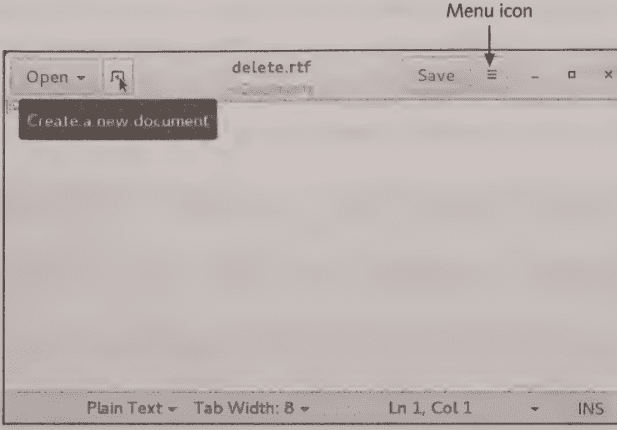 Menu icon
Open
delete.rtf
Save
Create a new document
Plain Text Tab Width: 8 Ln 1, Col 1 INS